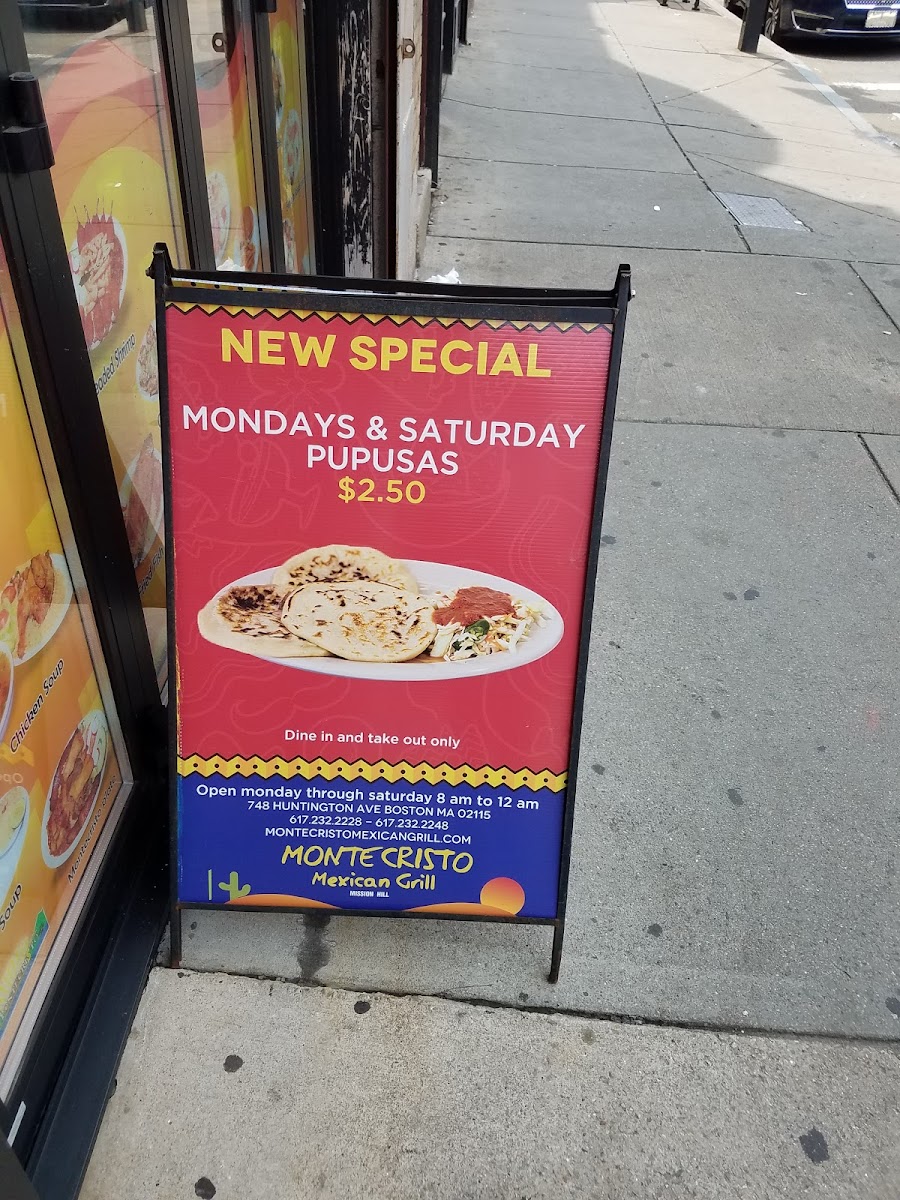 NEW SPECIAL
MONDAYS & SATURDAY
PUPUSAS
$2.50
Dine in and take out only
Open monday through saturday 8 am to 12 am
748 HUNTINGTON AVE BOSTON MA 02115
617.232.2228 - 617.232.2248
MONTECRISTOMEXICANGRILL.COM
MONTECRISTO
Mexican Grill
MISSION HILL
Chicken Soup
Soup